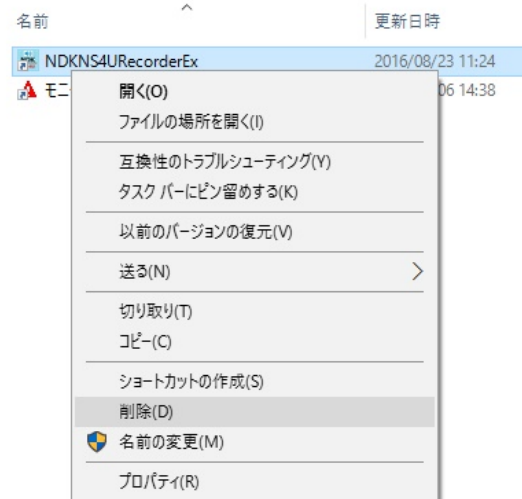 名前 更新日時
NDKNS4URecorderEx 2016/08/23 11:24
モニ 06 14:38
開く(O)
ファイルの場所を開く(I)
互換性のトラブルシューティング(Y)
タスク バーにピン留めする(K)
以前のバージョンの復元(V)
送る(N)
切り取り(T)
コピー(C)
ショートカットの作成(S)
削除(D)
名前の変更(M)
プロパティ(R)